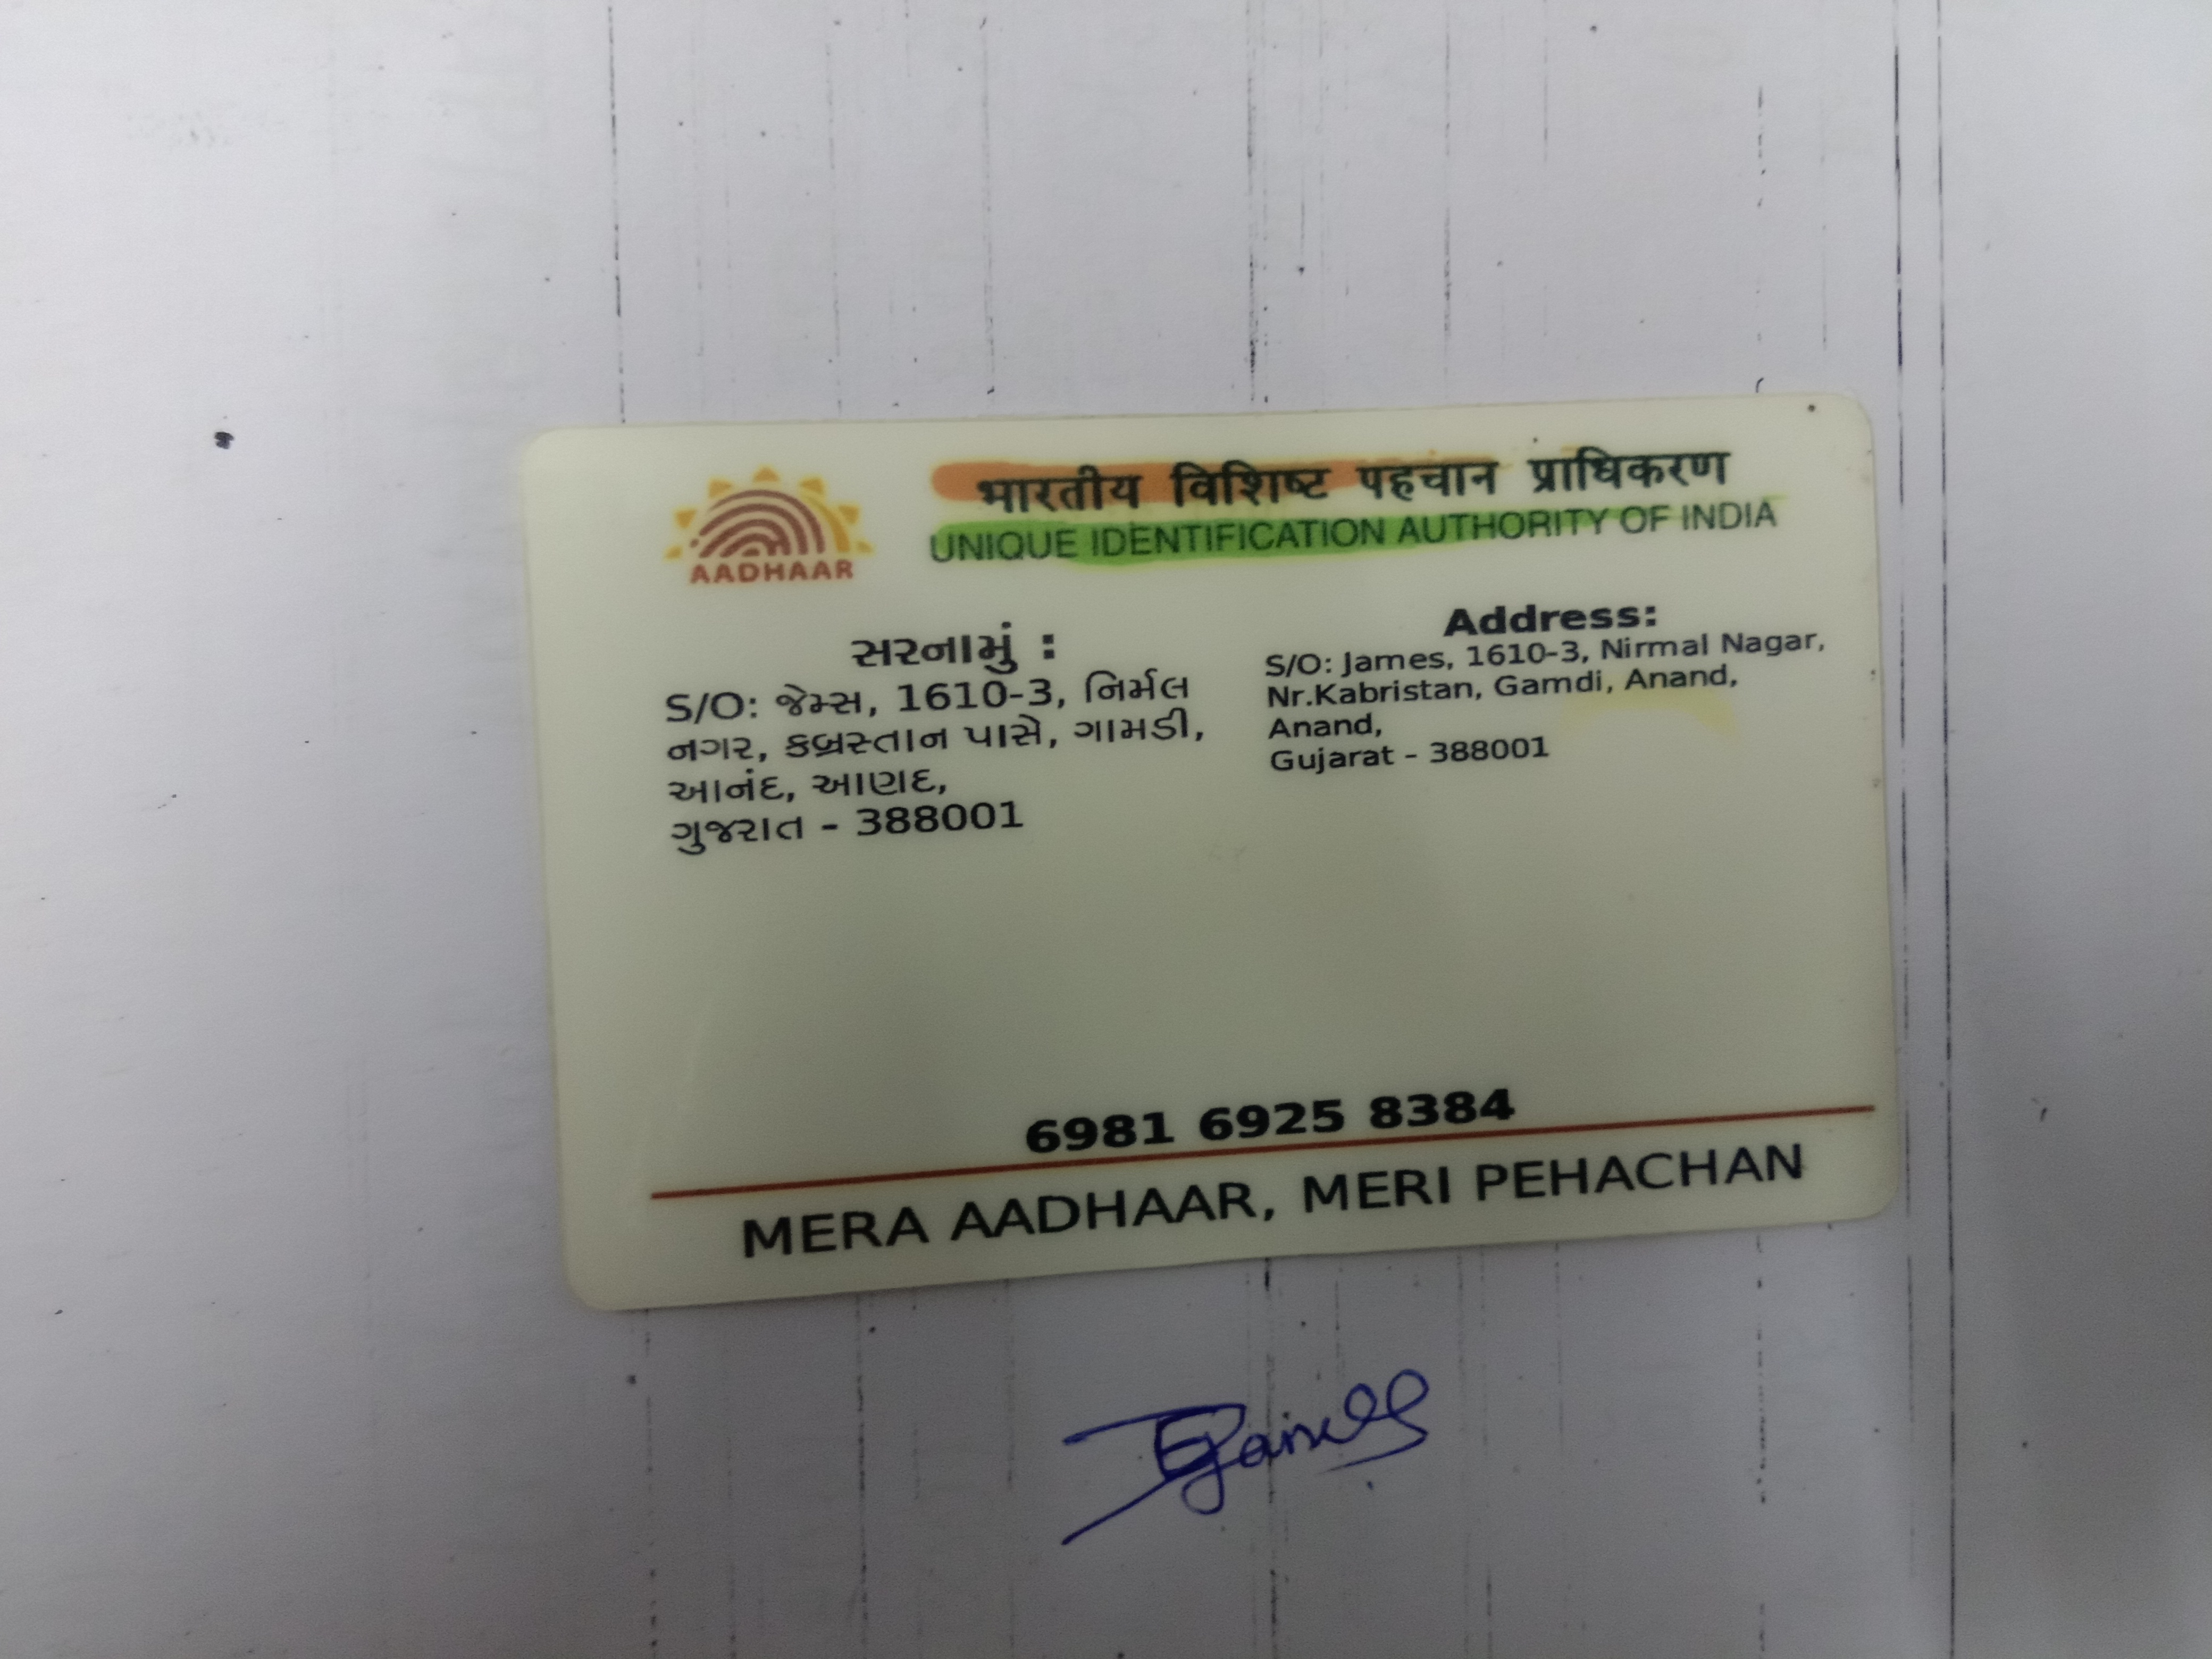 AADHAAR
भारतीय विशिष्ट पहचान प्राधिकरण
UNIQUE IDENTIFICATION AUTHORITY OF INDIA
સરનામું :
S/O: જેમ્સ, 1610-3, નિર્મલ
નગર, કબ્રસ્તાન પાસે, ગામડી,
આનંદ, આણદ,
ગુજરાત - 388001
Address:
S/O: James, 1610-3, Nirmal Nagar,
Nr.Kabristan, Gamdi, Anand,
Anand,
Gujarat - 388001
6981 6925 8384
MERA AADHAAR, MERI PEHACHAN